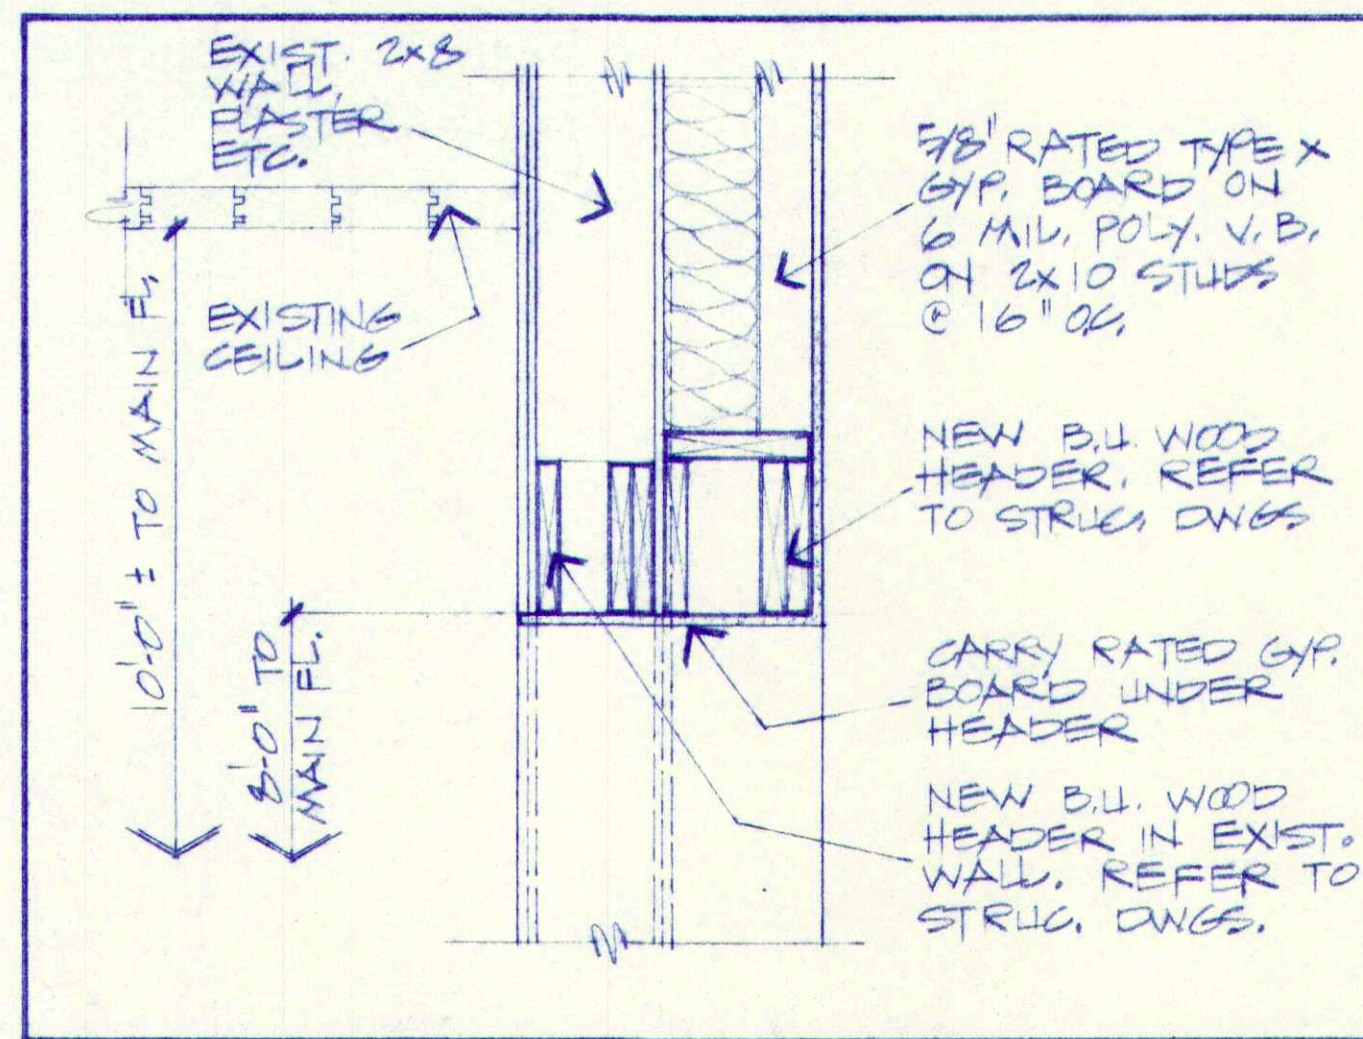 EXIST. 2x8
WALL,
PLASTER
ETC.
EXISTING
CEILING
10'-0" ± TO MAIN FL.
8'-0" TO
MAIN FL.
5/8" RATED TYPE X
GYP. BOARD ON
6 MIL. POLY. V.B.
ON 2x10 STUDS
@ 16" O.C.
NEW B.U. WOOD
HEADER. REFER
TO STRUC. DWGS
CARRY RATED GYP.
BOARD UNDER
HEADER
NEW B.U. WOOD
HEADER IN EXIST.
WALL. REFER TO
STRUC. DWGS.